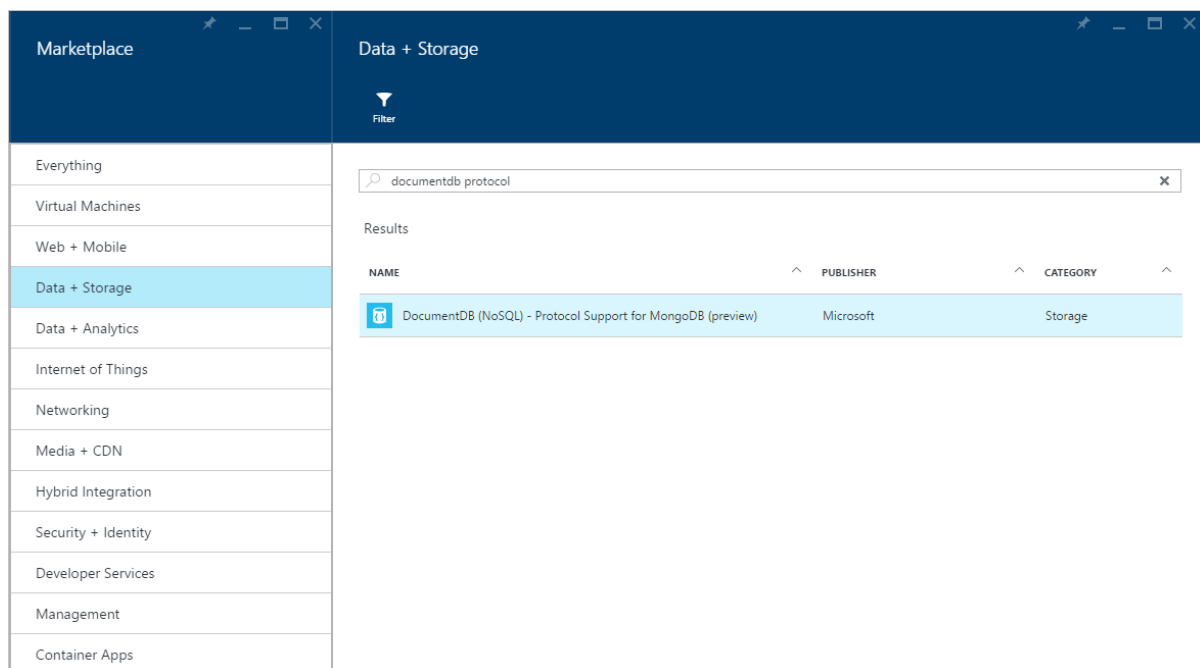 Marketplace
Data + Storage
Filter
Everything
Virtual Machines
Web + Mobile
Data + Storage
Data + Analytics
Internet of Things
Networking
Media + CDN
Hybrid Integration
Security + Identity
Developer Services
Management
Container Apps
documentdb protocol
Results
NAME PUBLISHER CATEGORY
DocumentDB (NoSQL) - Protocol Support for MongoDB (preview) Microsoft Storage